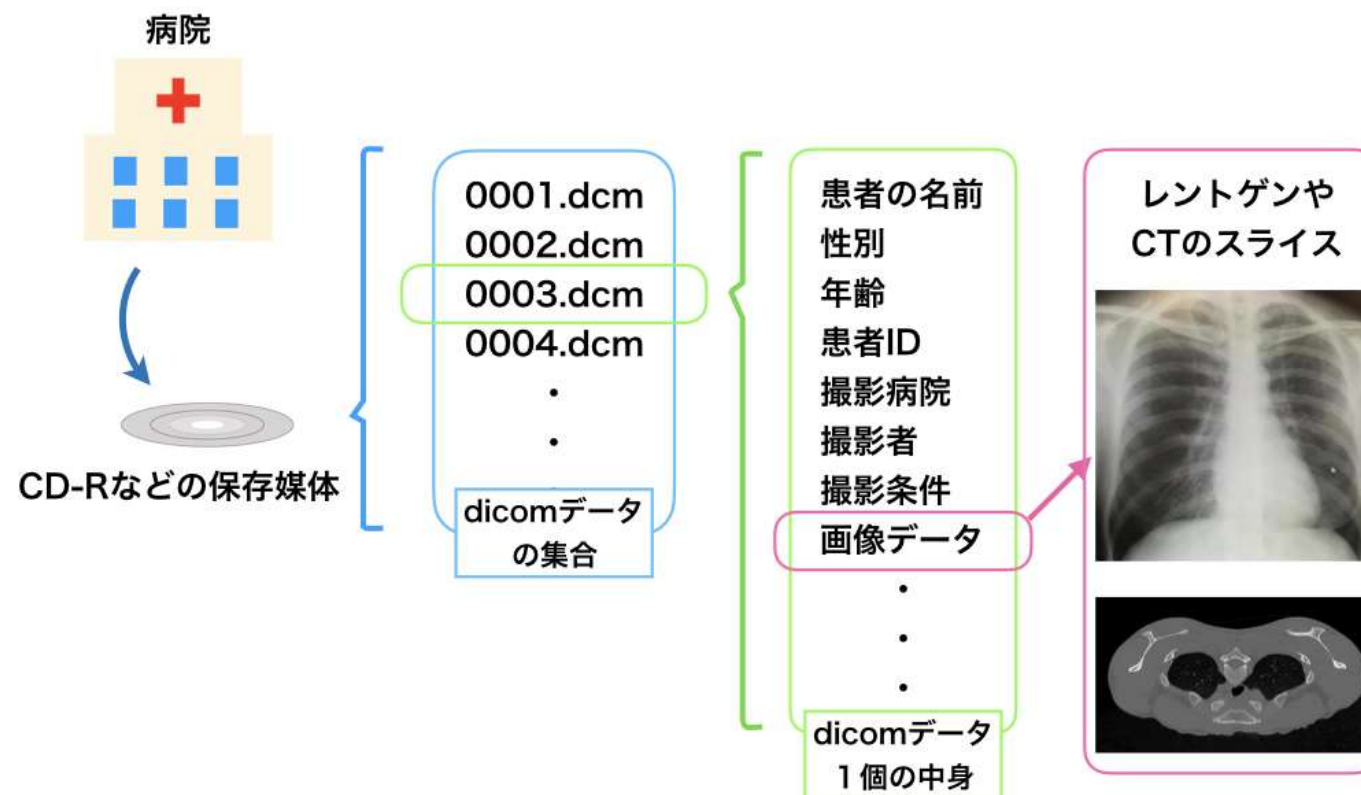 病院
CD-Rなどの保存媒体
0001.dcm
0002.dcm
0003.dcm
0004.dcm
・
・
dicomデータ
の集合
患者の名前
性別
年齢
患者ID
撮影病院
撮影者
撮影条件
画像データ
・
・
・
dicomデータ
１個の中身
レントゲンや
CTのスライス